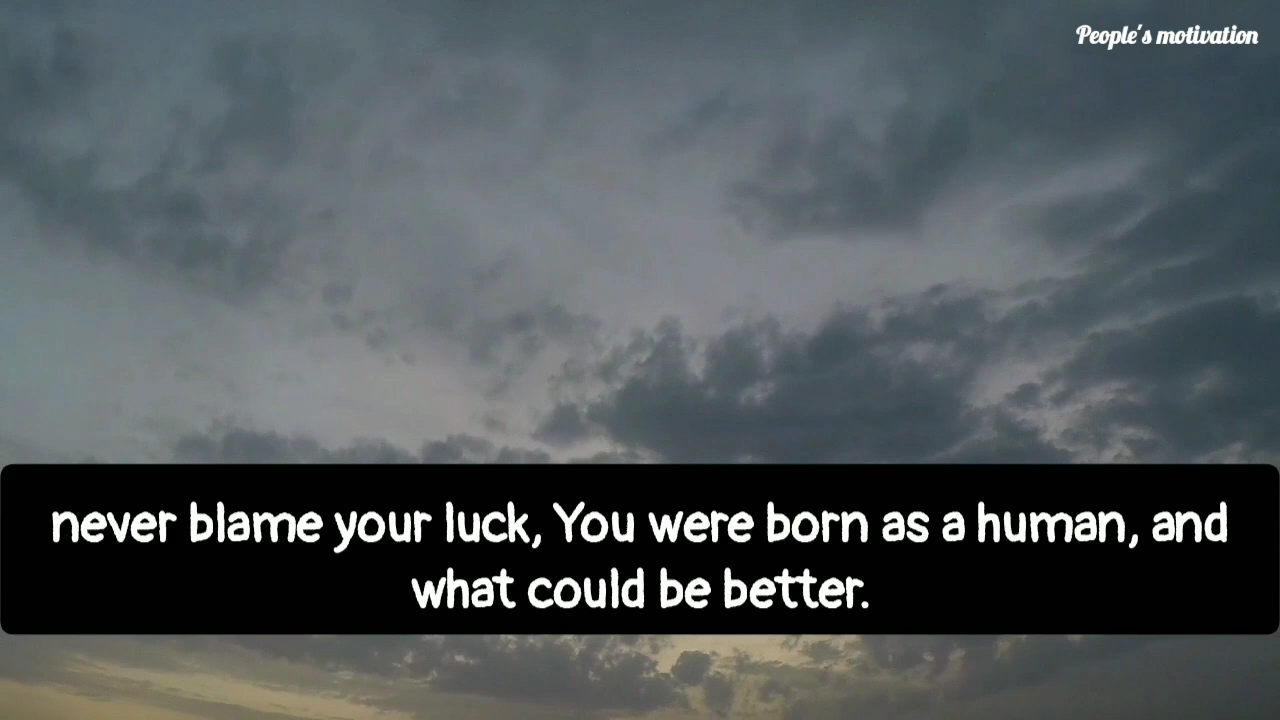 People's motivation
never blame your luck, You were born as a human, and
what could be better.